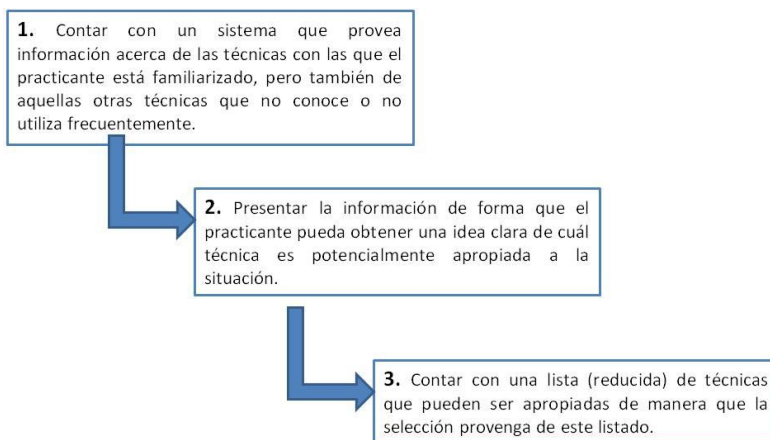 1. Contar con un sistema que provea
información acerca de las técnicas con las que el
practicante está familiarizado, pero también de
aquellas otras técnicas que no conoce o no
utiliza frecuentemente.
2. Presentar la información de forma que el
practicante pueda obtener una idea clara de cuál
técnica es potencialmente apropiada a la
situación.
3. Contar con una lista (reducida) de técnicas
que pueden ser apropiadas de manera que la
selección provenga de este listado.